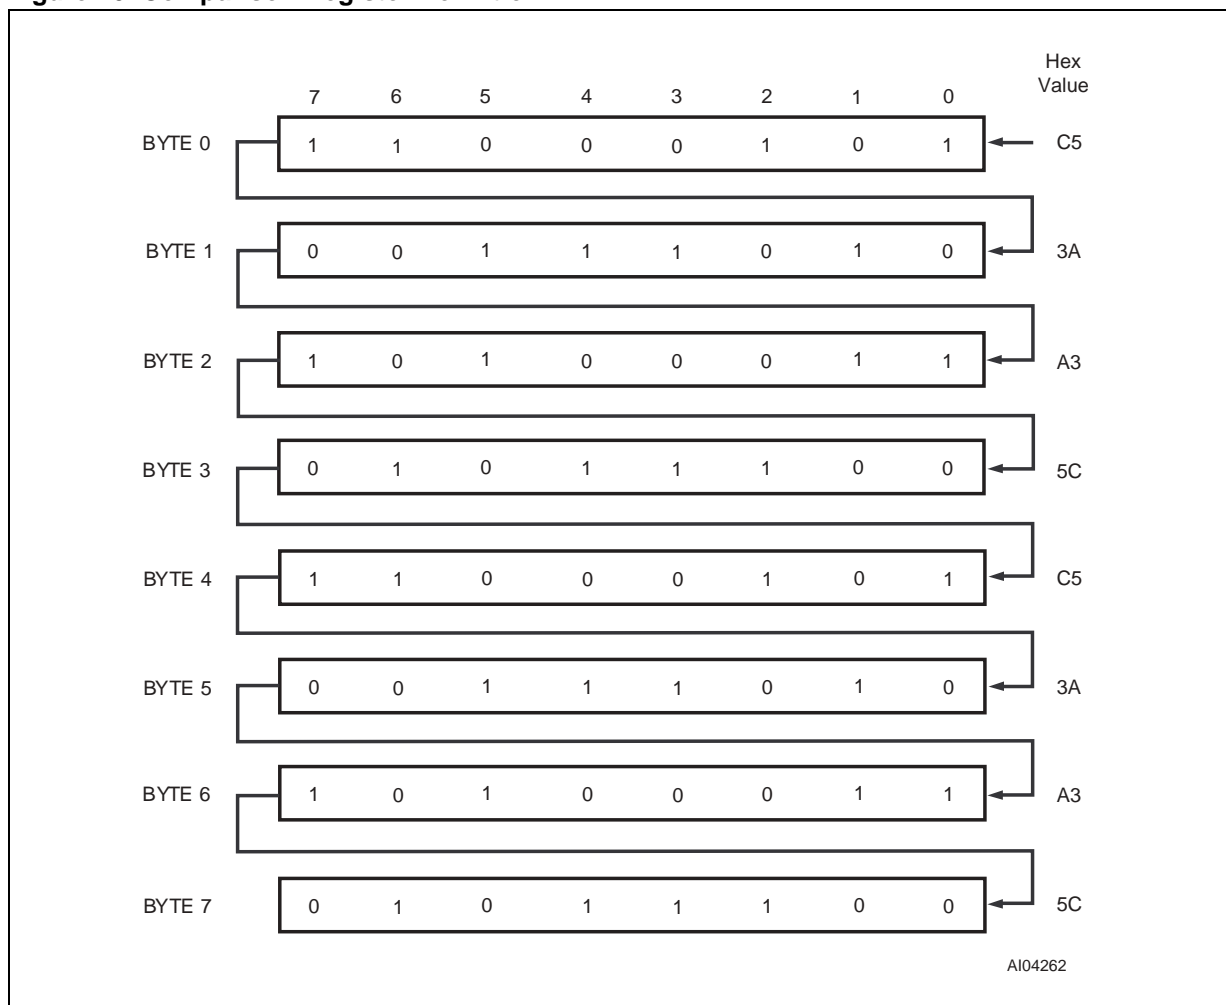 Hex
Value
7 6 5 4 3 2 1 0
BYTE 0 1 1 0 0 0 1 0 1 C5
BYTE 1 0 0 1 1 1 0 1 0 3A
BYTE 2 1 0 1 0 0 0 1 1 A3
BYTE 3 0 1 0 1 1 1 0 0 5C
BYTE 4 1 1 0 0 0 1 0 1 C5
BYTE 5 0 0 1 1 1 0 1 0 3A
BYTE 6 1 0 1 0 0 0 1 1 A3
BYTE 7 0 1 0 1 1 1 0 0 5C
AI04262